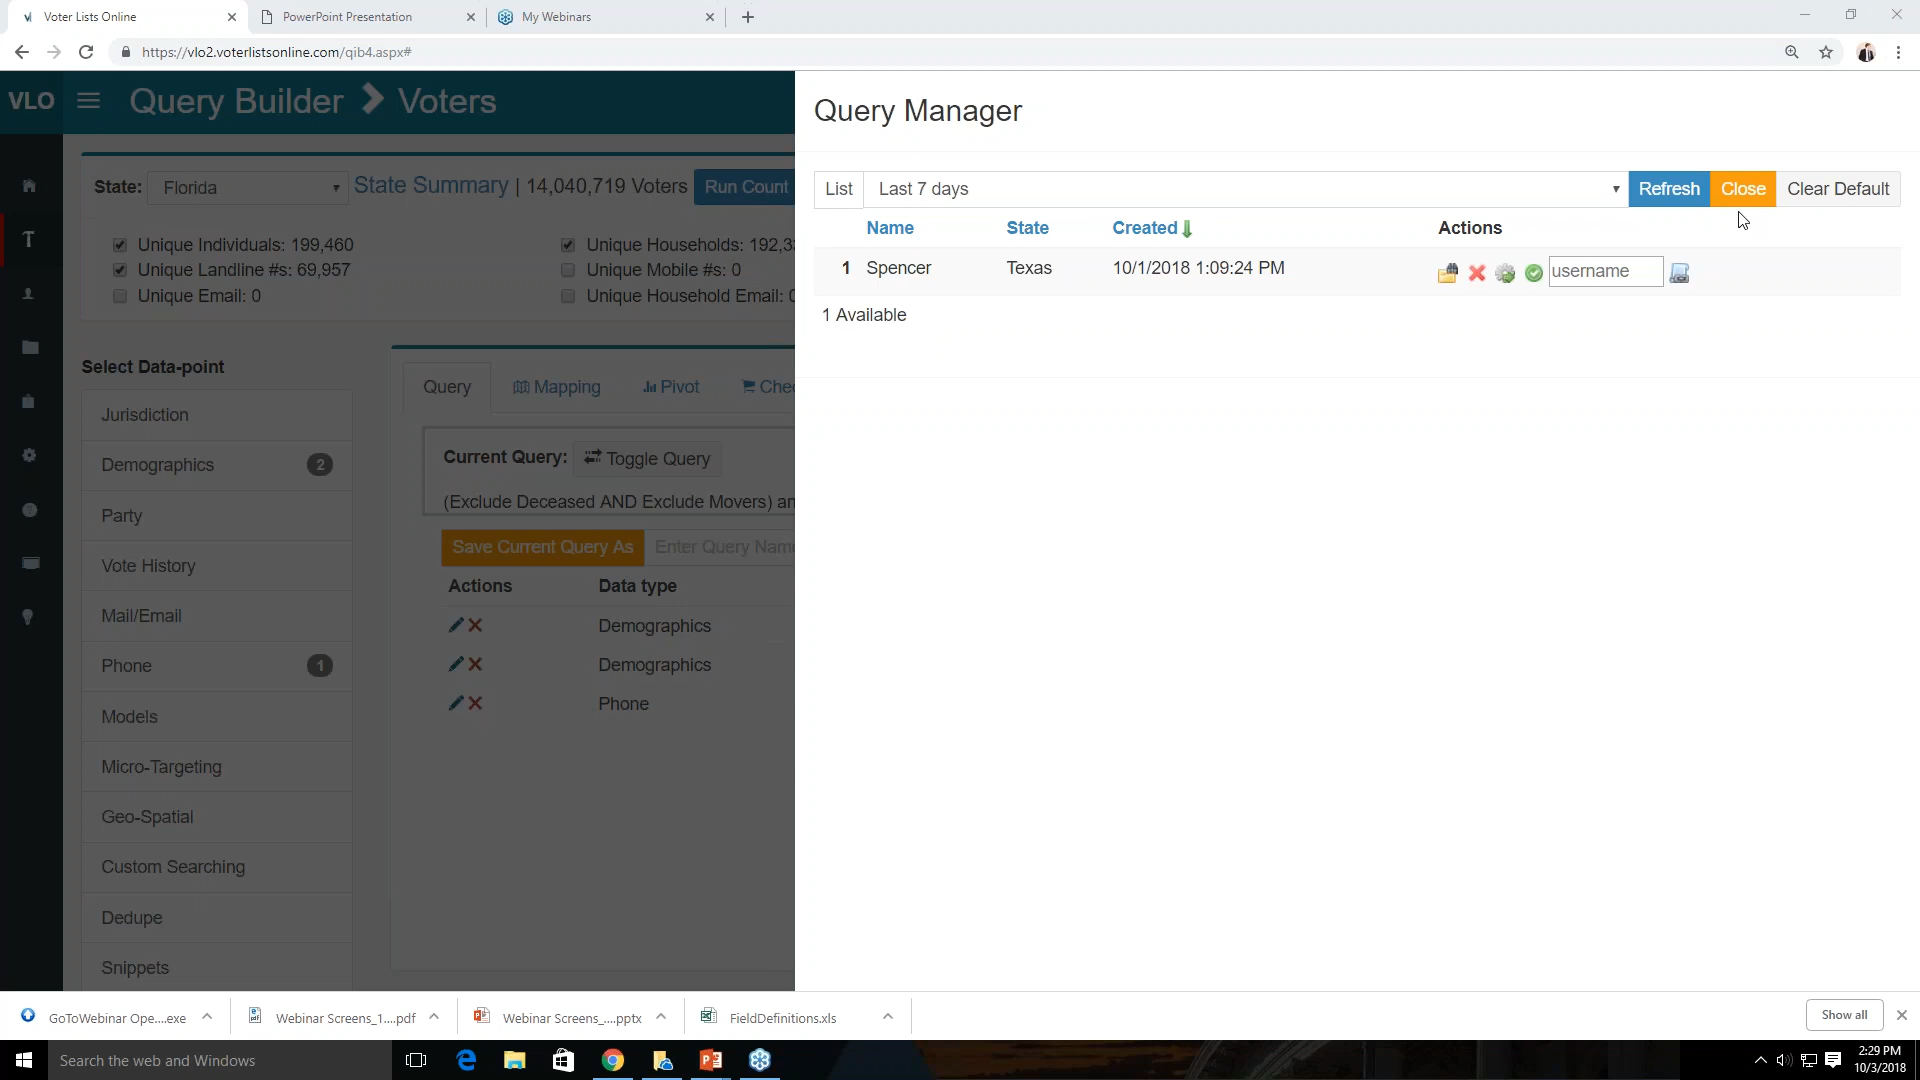 Voter Lists Online
PowerPoint Presentation
My Webinars
https://vlo2.voterlistsonline.com/qib4.aspx#
VLO
Query Builder
Voters
State:
Florida
State Summary | 14,040,719 Voters
Run Count
Unique Individuals: 199,460
Unique Households: 192,3
Unique Landline #s: 69,957
Unique Mobile #s: 0
Unique Email: 0
Unique Household Email: 0
Select Data-point
Jurisdiction
Demographics 2
Party
Vote History
Mail/Email
Phone 1
Models
Micro-Targeting
Geo-Spatial
Custom Searching
Dedupe
Snippets
Query
Mapping
Pivot
Chec
Current Query:
Toggle Query
(Exclude Deceased AND Exclude Movers) an
Save Current Query As
Enter Query Name
Actions
Data type
Demographics
Demographics
Phone
Query Manager
List
Last 7 days
Refresh
Close
Clear Default
Name
State
Created
Actions
1 Spencer Texas 10/1/2018 1:09:24 PM username
1 Available
GoToWebinar Ope....exe
Webinar Screens_1....pdf
Webinar Screens_....pptx
FieldDefinitions.xls
Show all
Search the web and Windows
2:29 PM
10/3/2018